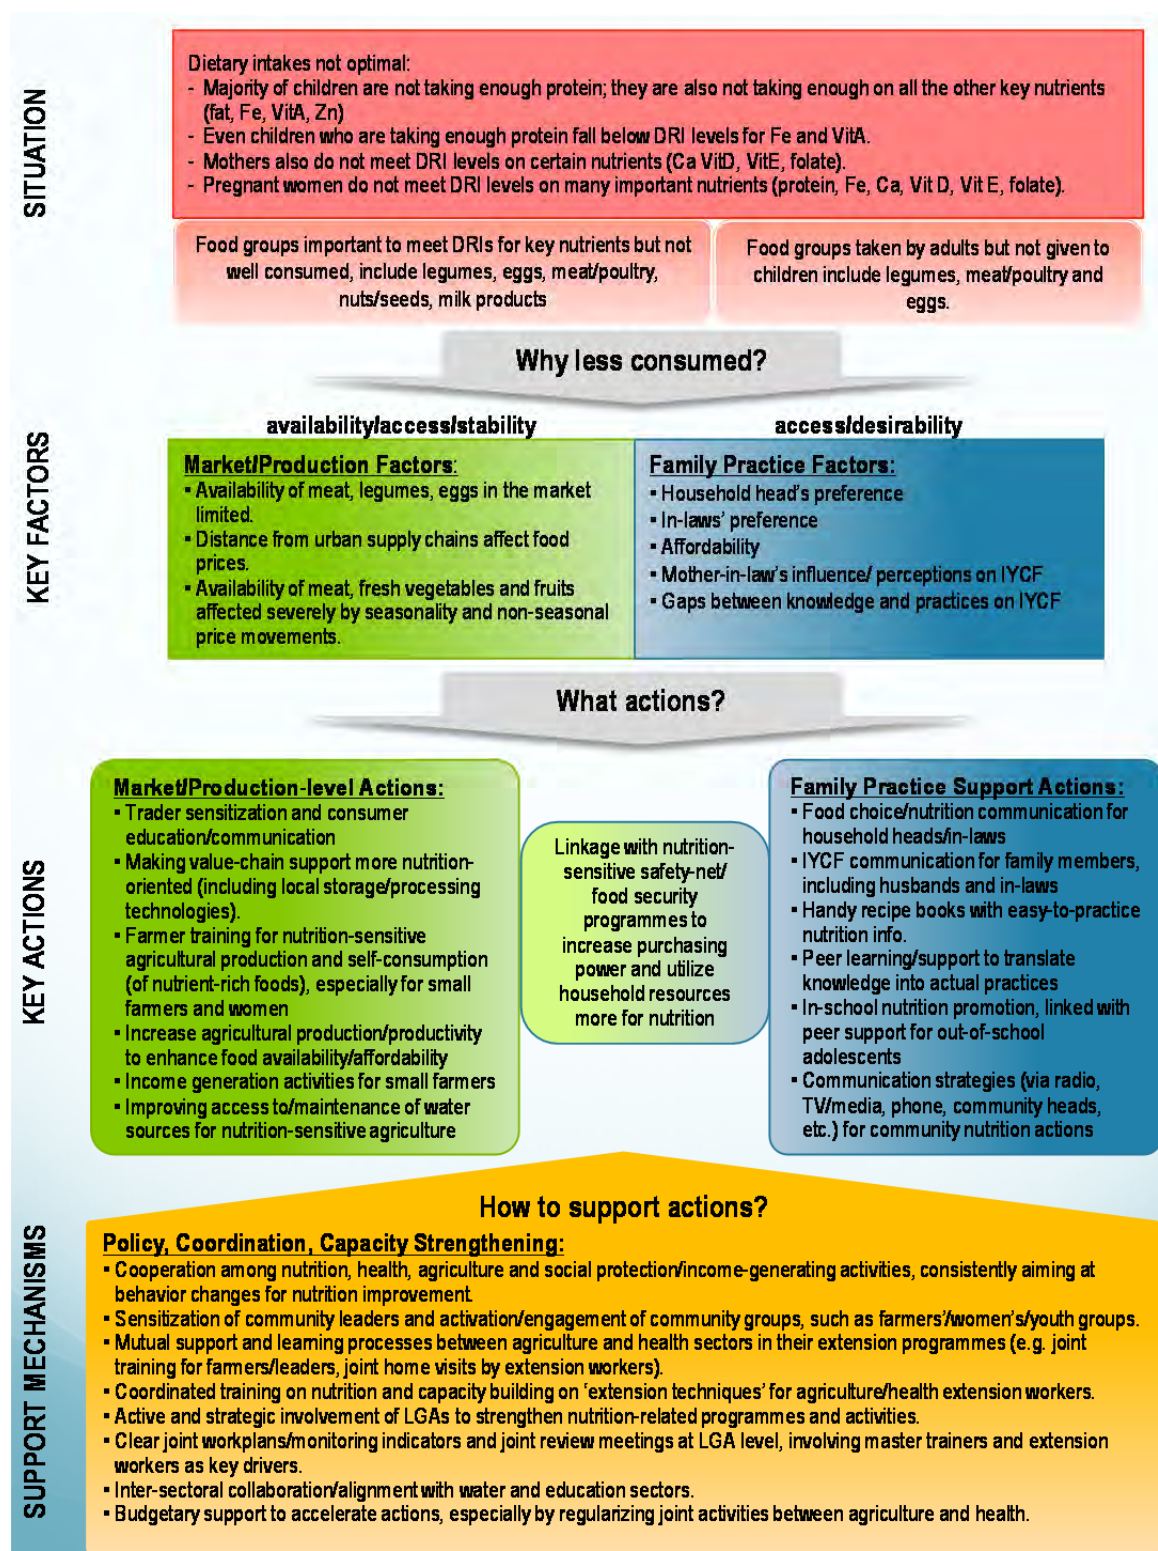 SITUATION
Dietary intakes not optimal:
- Majority of children are not taking enough protein; they are also not taking enough on all the other key nutrients
(fat, Fe, VitA, Zn)
- Even children who are taking enough protein fall below DRI levels for Fe and VitA.
- Mothers also do not meet DRI levels on certain nutrients (Ca VitD, VitE, folate).
- Pregnant women do not meet DRI levels on many important nutrients (protein, Fe, Ca, Vit D, Vit E, folate).
Food groups important to meet DRIs for key nutrients but not
well consumed, include legumes, eggs, meat/poultry,
nuts/seeds, milk products
Food groups taken by adults but not given to
children include legumes, meat/poultry and
eggs.
Why less consumed?
KEY FACTORS
availability/access/stability
Market/Production Factors:
▪ Availability of meat, legumes, eggs in the market
limited.
▪ Distance from urban supply chains affect food
prices.
▪ Availability of meat, fresh vegetables and fruits
affected severely by seasonality and non-seasonal
price movements.
access/desirability
Family Practice Factors:
▪ Household head's preference
▪ In-laws' preference
▪ Affordability
▪ Mother-in-law's influence/ perceptions on IYCF
▪ Gaps between knowledge and practices on IYCF
What actions?
KEY ACTIONS
Market/Production-level Actions:
▪ Trader sensitization and consumer
education/communication
▪ Making value-chain support more nutrition-
oriented (including local storage/processing
technologies).
▪ Farmer training for nutrition-sensitive
agricultural production and self-consumption
(of nutrient-rich foods), especially for small
farmers and women
▪ Increase agricultural production/productivity
to enhance food availability/affordability
▪ Income generation activities for small farmers
▪ Improving access to/maintenance of water
sources for nutrition-sensitive agriculture
Linkage with nutrition-
sensitive safety-net/
food security
programmes to
increase purchasing
power and utilize
household resources
more for nutrition
Family Practice Support Actions:
▪ Food choice/nutrition communication for
household heads/in-laws
▪ IYCF communication for family members,
including husbands and in-laws
▪ Handy recipe books with easy-to-practice
nutrition info.
▪ Peer learning/support to translate
knowledge into actual practices
▪ In-school nutrition promotion, linked with
peer support for out-of-school
adolescents
▪ Communication strategies (via radio,
TV/media, phone, community heads,
etc.) for community nutrition actions
SUPPORT MECHANISMS
How to support actions?
Policy, Coordination, Capacity Strengthening:
▪ Cooperation among nutrition, health, agriculture and social protection/income-generating activities, consistently aiming at
behavior changes for nutrition improvement.
▪ Sensitization of community leaders and activation/engagement of community groups, such as farmers'/women's/youth groups.
▪ Mutual support and learning processes between agriculture and health sectors in their extension programmes (e.g. joint
training for farmers/leaders, joint home visits by extension workers).
▪ Coordinated training on nutrition and capacity building on 'extension techniques' for agriculture/health extension workers.
▪ Active and strategic involvement of LGAs to strengthen nutrition-related programmes and activities.
▪ Clear joint workplans/monitoring indicators and joint review meetings at LGA level, involving master trainers and extension
workers as key drivers.
▪ Inter-sectoral collaboration/alignment with water and education sectors.
▪ Budgetary support to accelerate actions, especially by regularizing joint activities between agriculture and health.